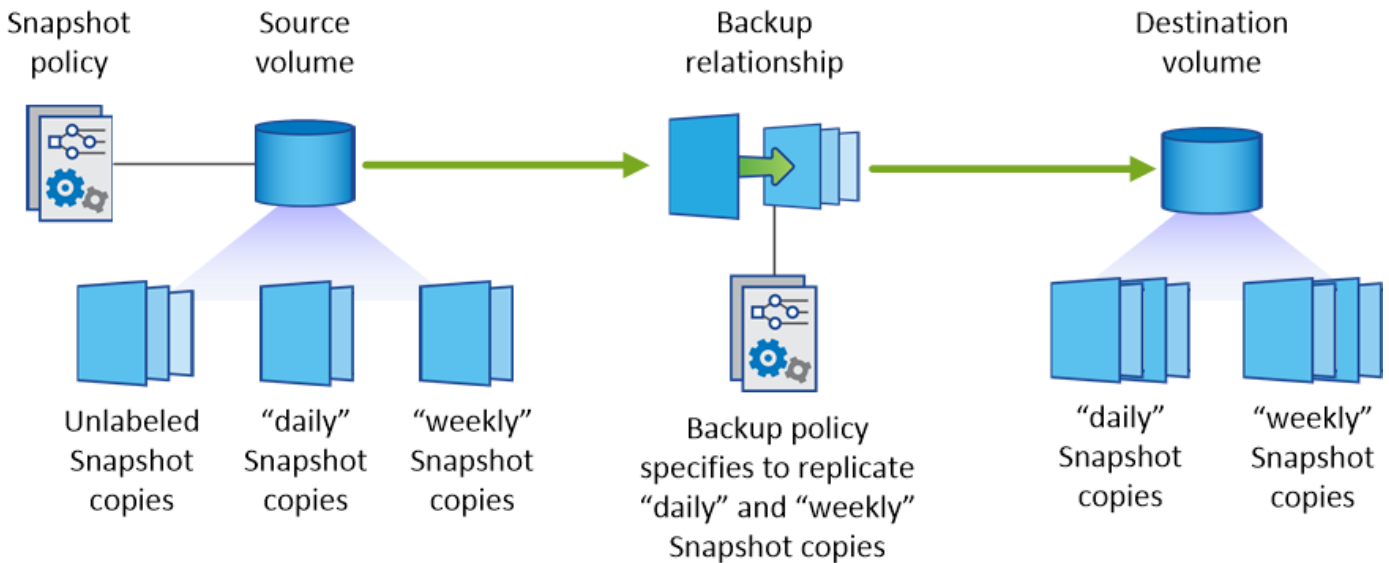 Snapshot
policy
Source
volume
Backup
relationship
Destination
volume
Unlabeled
Snapshot
copies
“daily”
Snapshot
copies
“weekly”
Snapshot
copies
Backup policy
specifies to replicate
“daily” and “weekly”
Snapshot copies
“daily”
Snapshot
copies
“weekly”
Snapshot
copies